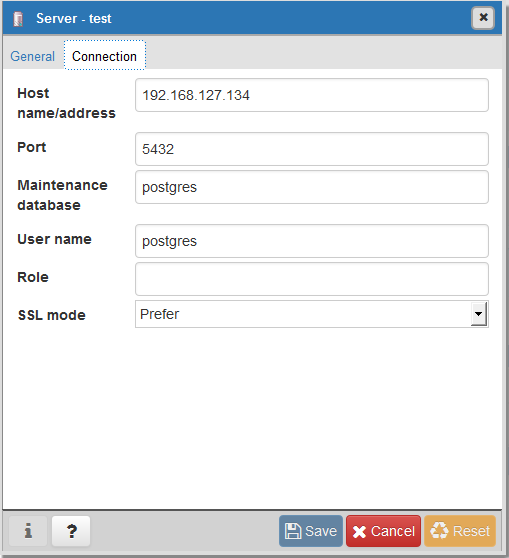 Server - test
General Connection
Host name/address 192.168.127.134
Port 5432
Maintenance database postgres
User name postgres
Role
SSL mode Prefer
i ? Save Cancel Reset